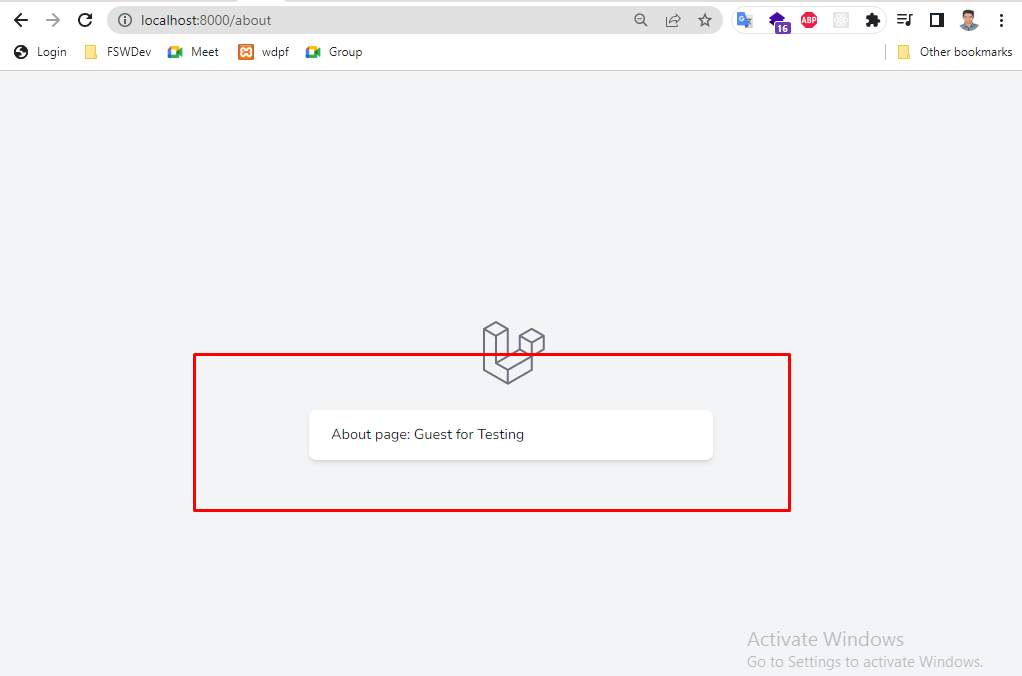 localhost:8000/about
ABP
16
Login FSWDev Meet wdpf Group Other bookmarks
About page: Guest for Testing
Activate Windows
Go to Settings to activate Windows.